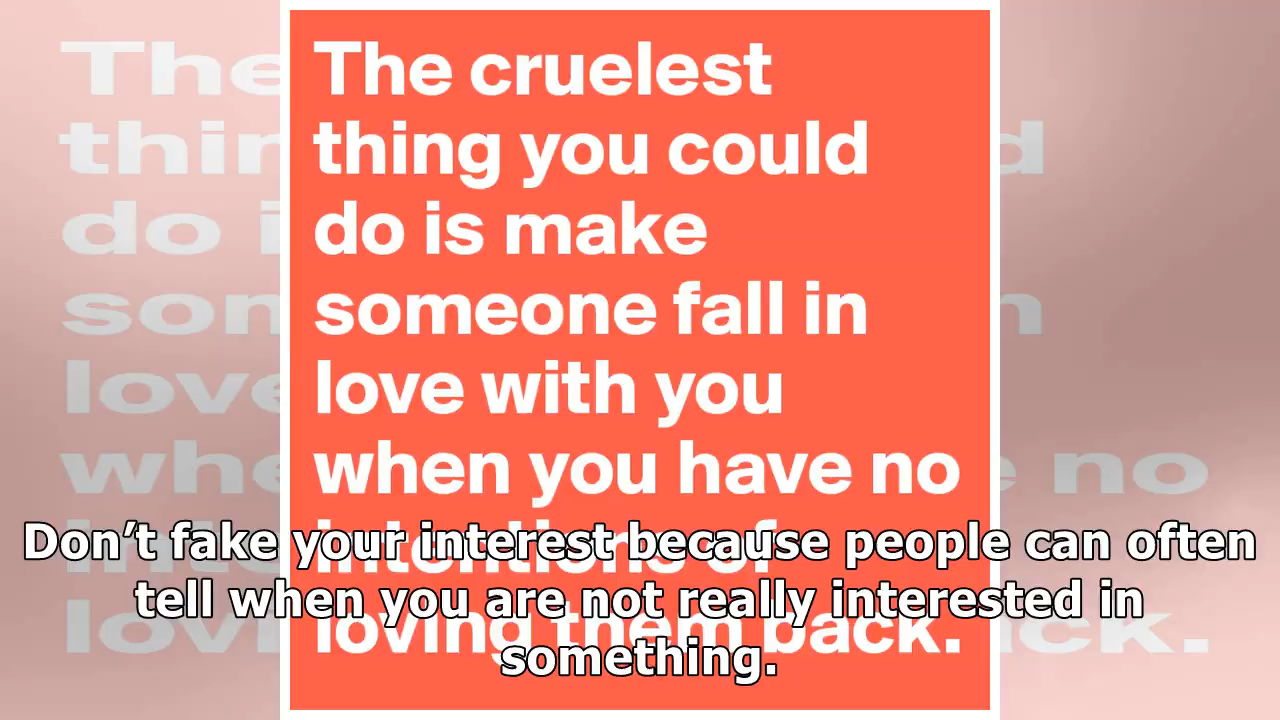 The cruelest
thing you could
do is make
someone fall in
love with you
when you have no
intentions of
loving them back.
Don’t fake your interest because people can often
tell when you are not really interested in
something.